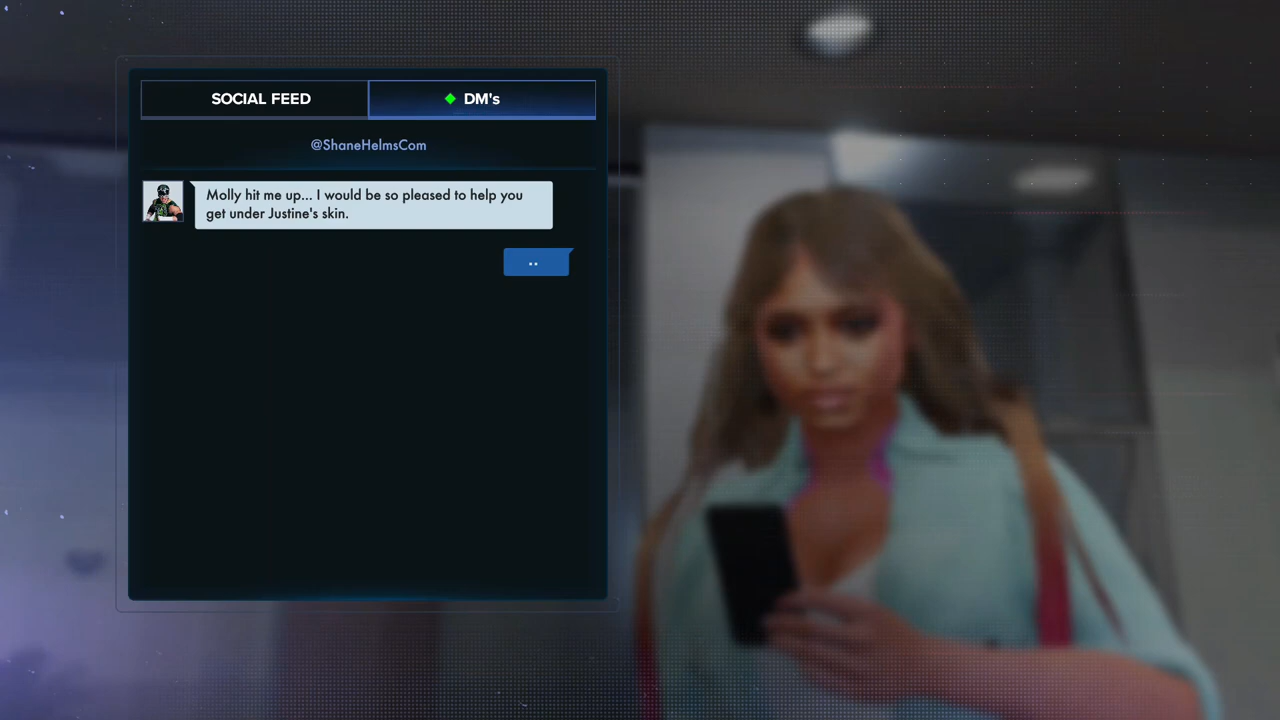 SOCIAL FEED
DM's
@ShaneHelmsCom
Molly hit me up... I would be so pleased to help you
get under Justine's skin.
..